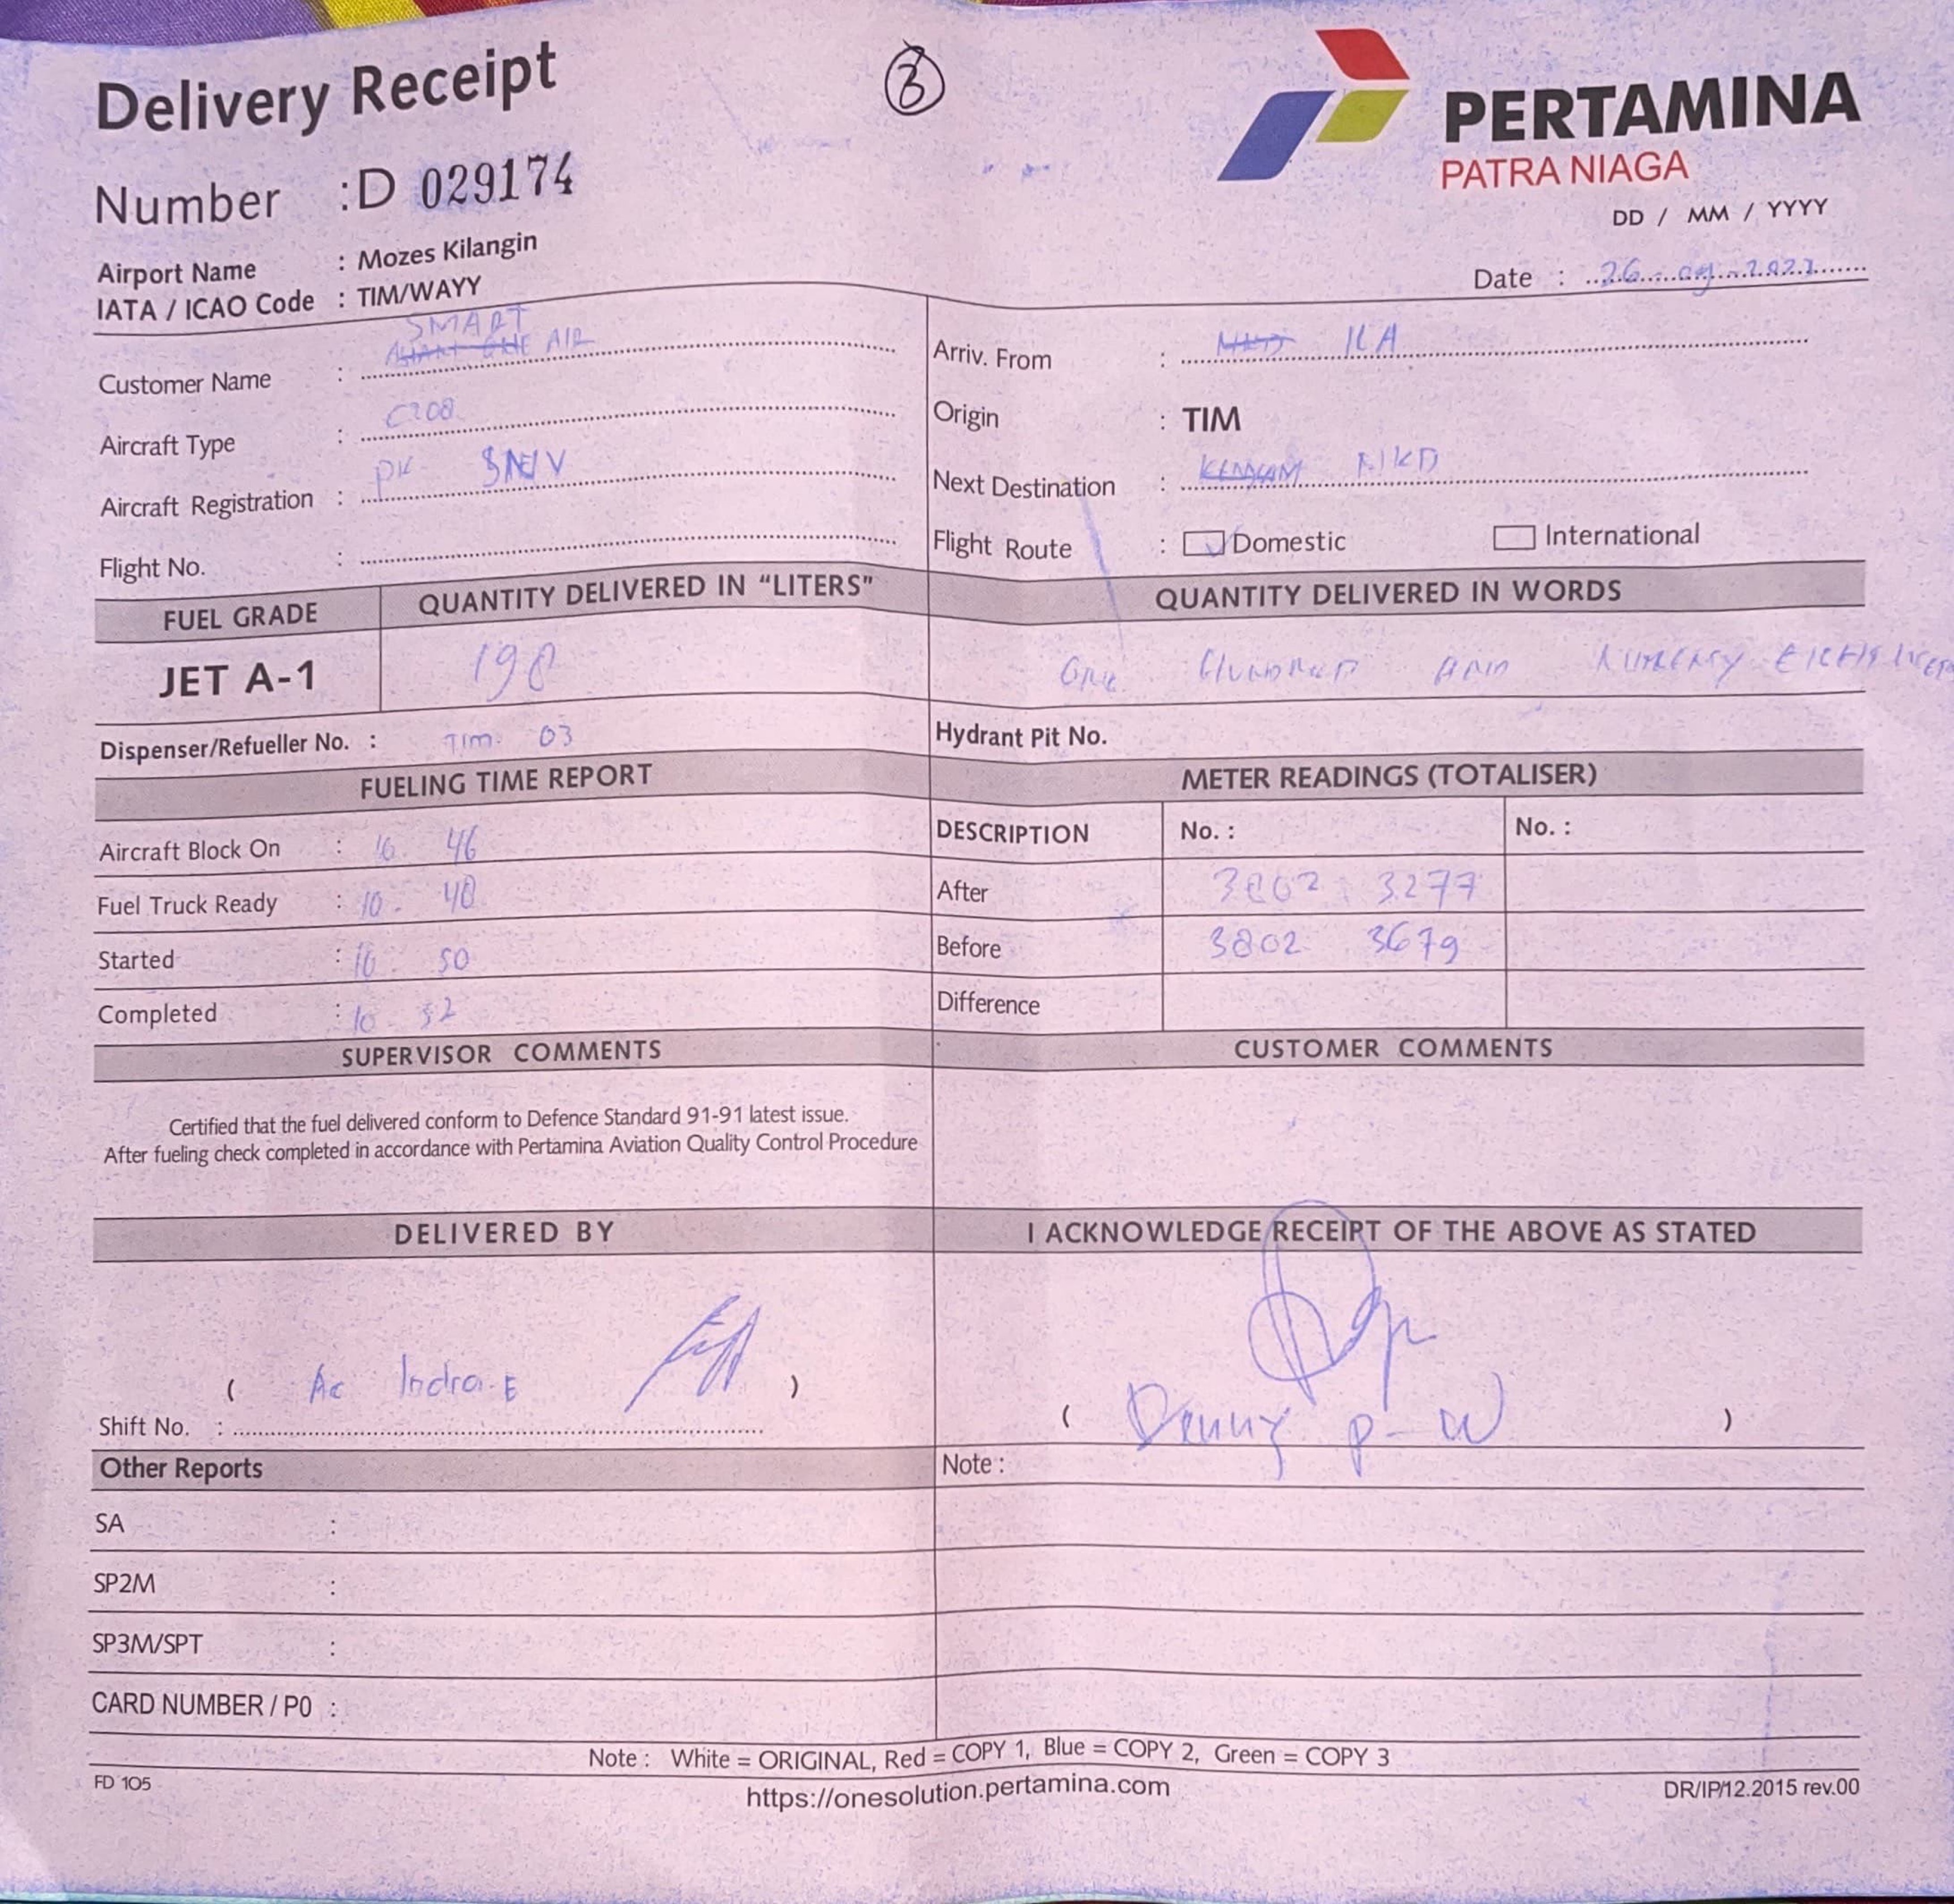 Delivery Receipt
3
PERTAMINA
PATRA NIAGA
Number : D 029174
DD / MM / YYYY
Airport Name : Mozes Kilangin
IATA / ICAO Code : TIM/WAYY
Date : 26
SMART
Customer Name : AIR
Arriv. From :
Aircraft Type : C208
Origin : TIM
Aircraft Registration : PK
Next Destination :
Flight No. :
Flight Route : Domestic International
FUEL GRADE QUANTITY DELIVERED IN "LITERS" QUANTITY DELIVERED IN WORDS
JET A-1 198 ONE HUNDRED AND
Dispenser/Refueller No. : TIM. 03 Hydrant Pit No.
FUELING TIME REPORT METER READINGS (TOTALISER)
Aircraft Block On : 10 46 DESCRIPTION No. : No. :
Fuel Truck Ready : 10. 48 After 3277
Started : 10. 50 Before 3802 3679
Completed : 10 52 Difference
SUPERVISOR COMMENTS CUSTOMER COMMENTS
Certified that the fuel delivered conform to Defence Standard 91-91 latest issue.
After fueling check completed in accordance with Pertamina Aviation Quality Control Procedure
DELIVERED BY I ACKNOWLEDGE RECEIPT OF THE ABOVE AS STATED
( Ac Indra.E )
Shift No. :
( Denny P-W )
Other Reports Note :
SA :
SP2M :
SP3M/SPT :
CARD NUMBER / P0 :
Note : White = ORIGINAL, Red = COPY 1, Blue = COPY 2, Green = COPY 3
FD 105 https://onesolution.pertamina.com DR/IP/12.2015 rev.00